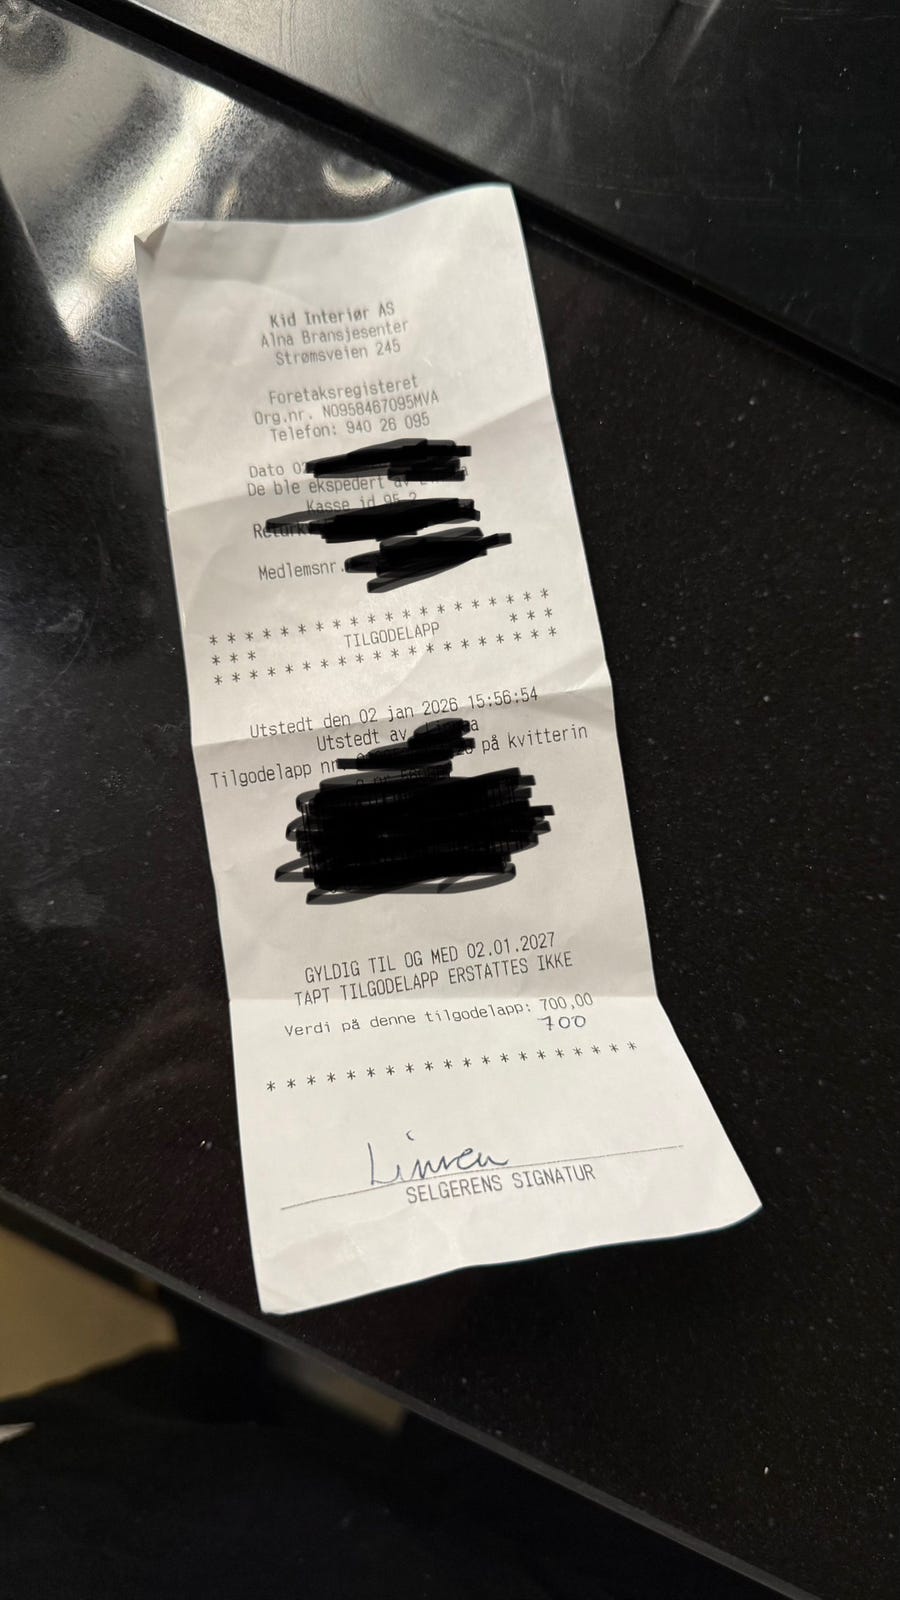 Kid Interiør AS
Alna Bransjesenter
Strømsveien 245
Foretaksregisteret
Org.nr. NO958467095MVA
Telefon: 940 26 095
Dato 02
De ble ekspedert av
Kasse id 95 2
Medlemsnr.
* * * * * * * * * * * * * * * * * * *
* * * TILGODELAPP * * *
* * * * * * * * * * * * * * * * * * *
Utstedt den 02 jan 2026 15:56:54
Utstedt av
Tilgodelapp nr. på kvitterin
GYLDIG TIL OG MED 02.01.2027
TAPT TILGODELAPP ERSTATTES IKKE
Verdi på denne tilgodelapp: 700,00
700
* * * * * * * * * * * * * * * * * * *
SELGERENS SIGNATUR